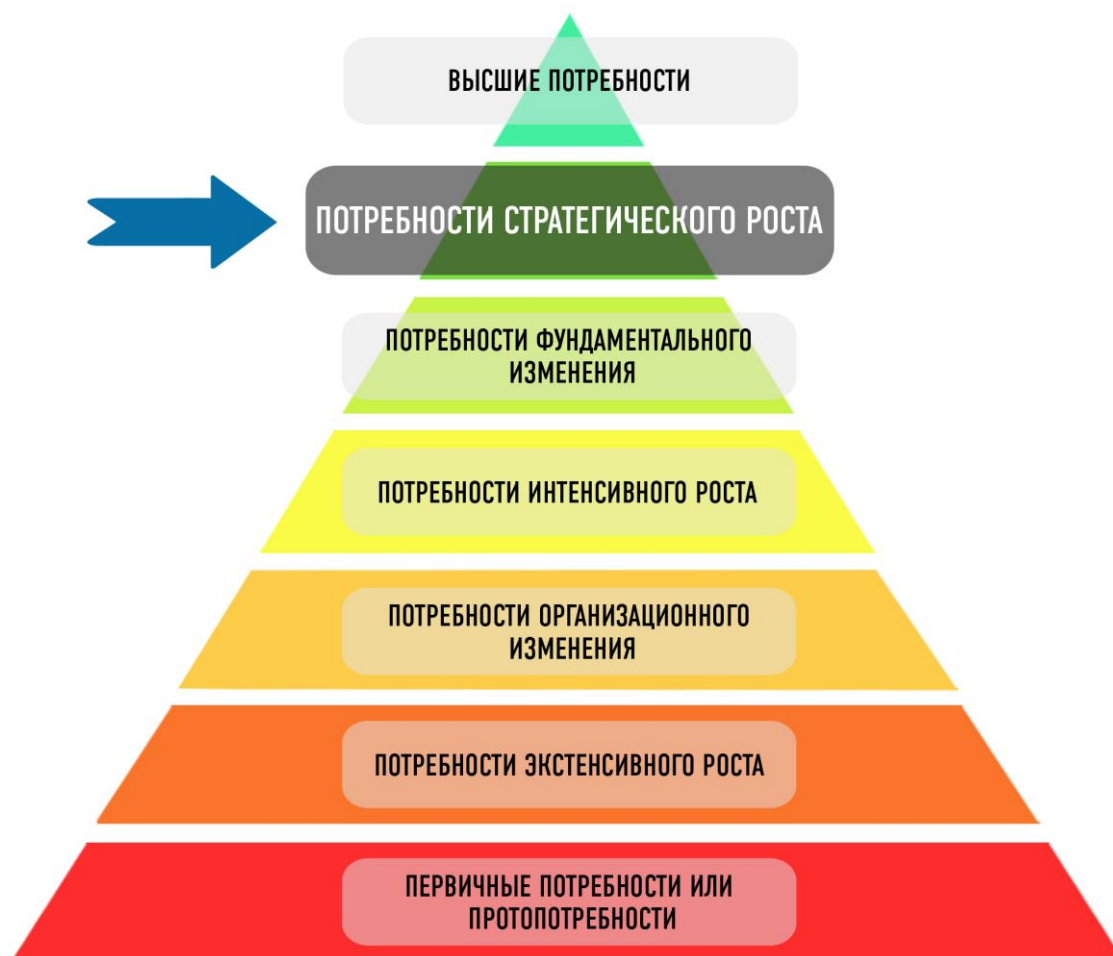 ВЫСШИЕ ПОТРЕБНОСТИ
ПОТРЕБНОСТИ СТРАТЕГИЧЕСКОГО РОСТА
ПОТРЕБНОСТИ ФУНДАМЕНТАЛЬНОГО
ИЗМЕНЕНИЯ
ПОТРЕБНОСТИ ИНТЕНСИВНОГО РОСТА
ПОТРЕБНОСТИ ОРГАНИЗАЦИОННОГО
ИЗМЕНЕНИЯ
ПОТРЕБНОСТИ ЭКСТЕНСИВНОГО РОСТА
ПЕРВИЧНЫЕ ПОТРЕБНОСТИ ИЛИ
ПРОТОПОТРЕБНОСТИ